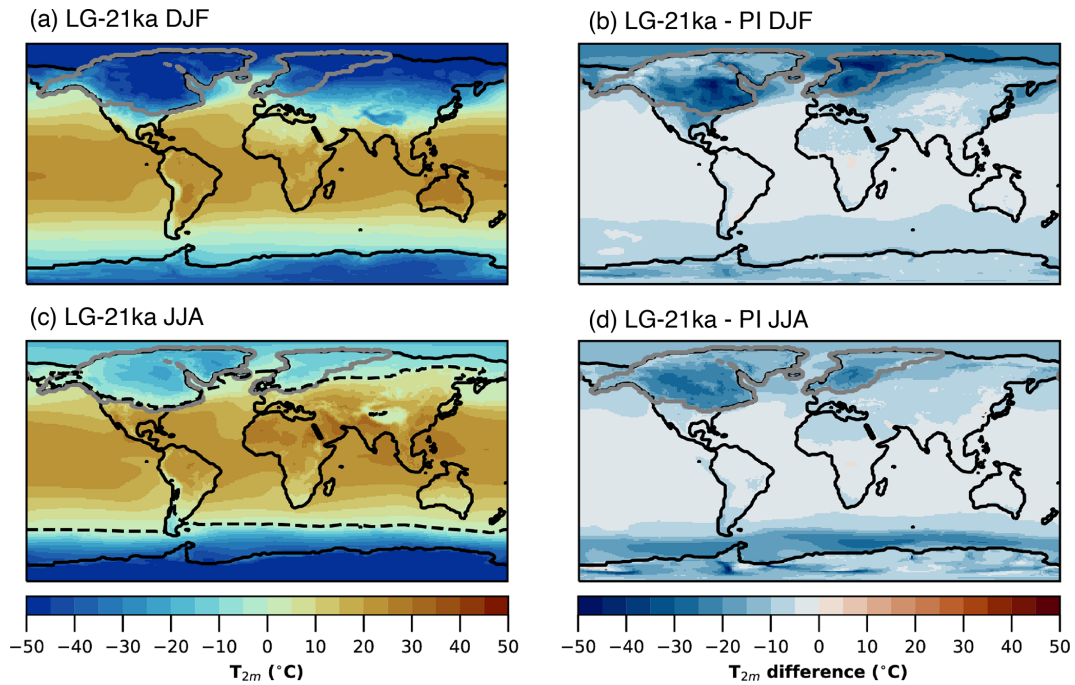 (a) LG-21ka DJF
(b) LG-21ka - PI DJF
(c) LG-21ka JJA
(d) LG-21ka - PI JJA
−50 −40 −30 −20 −10 0 10 20 30 40 50
T2m (°C)
−50 −40 −30 −20 −10 0 10 20 30 40 50
T2m difference (°C)